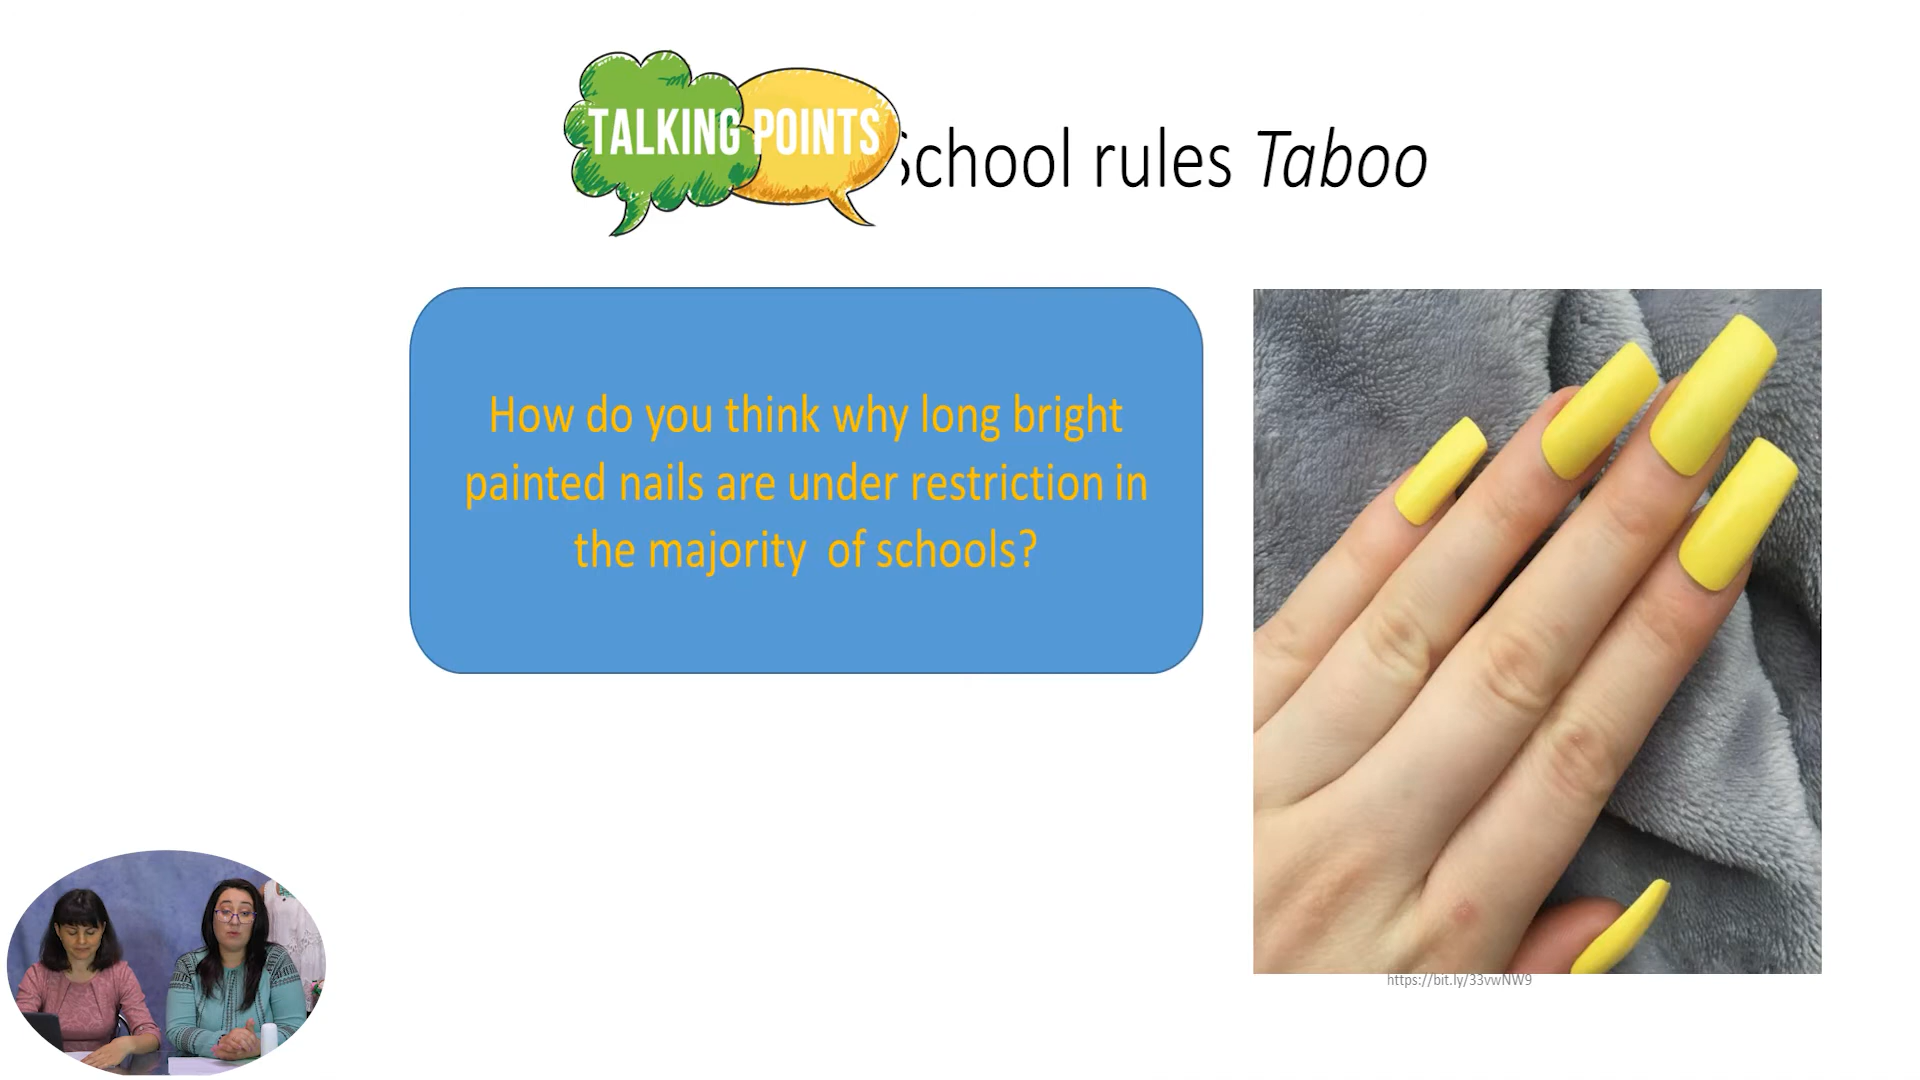 TALKING POINTS
School rules Taboo
How do you think why long bright
painted nails are under restriction in
the majority of schools?
https://bit.ly/33vwNW9